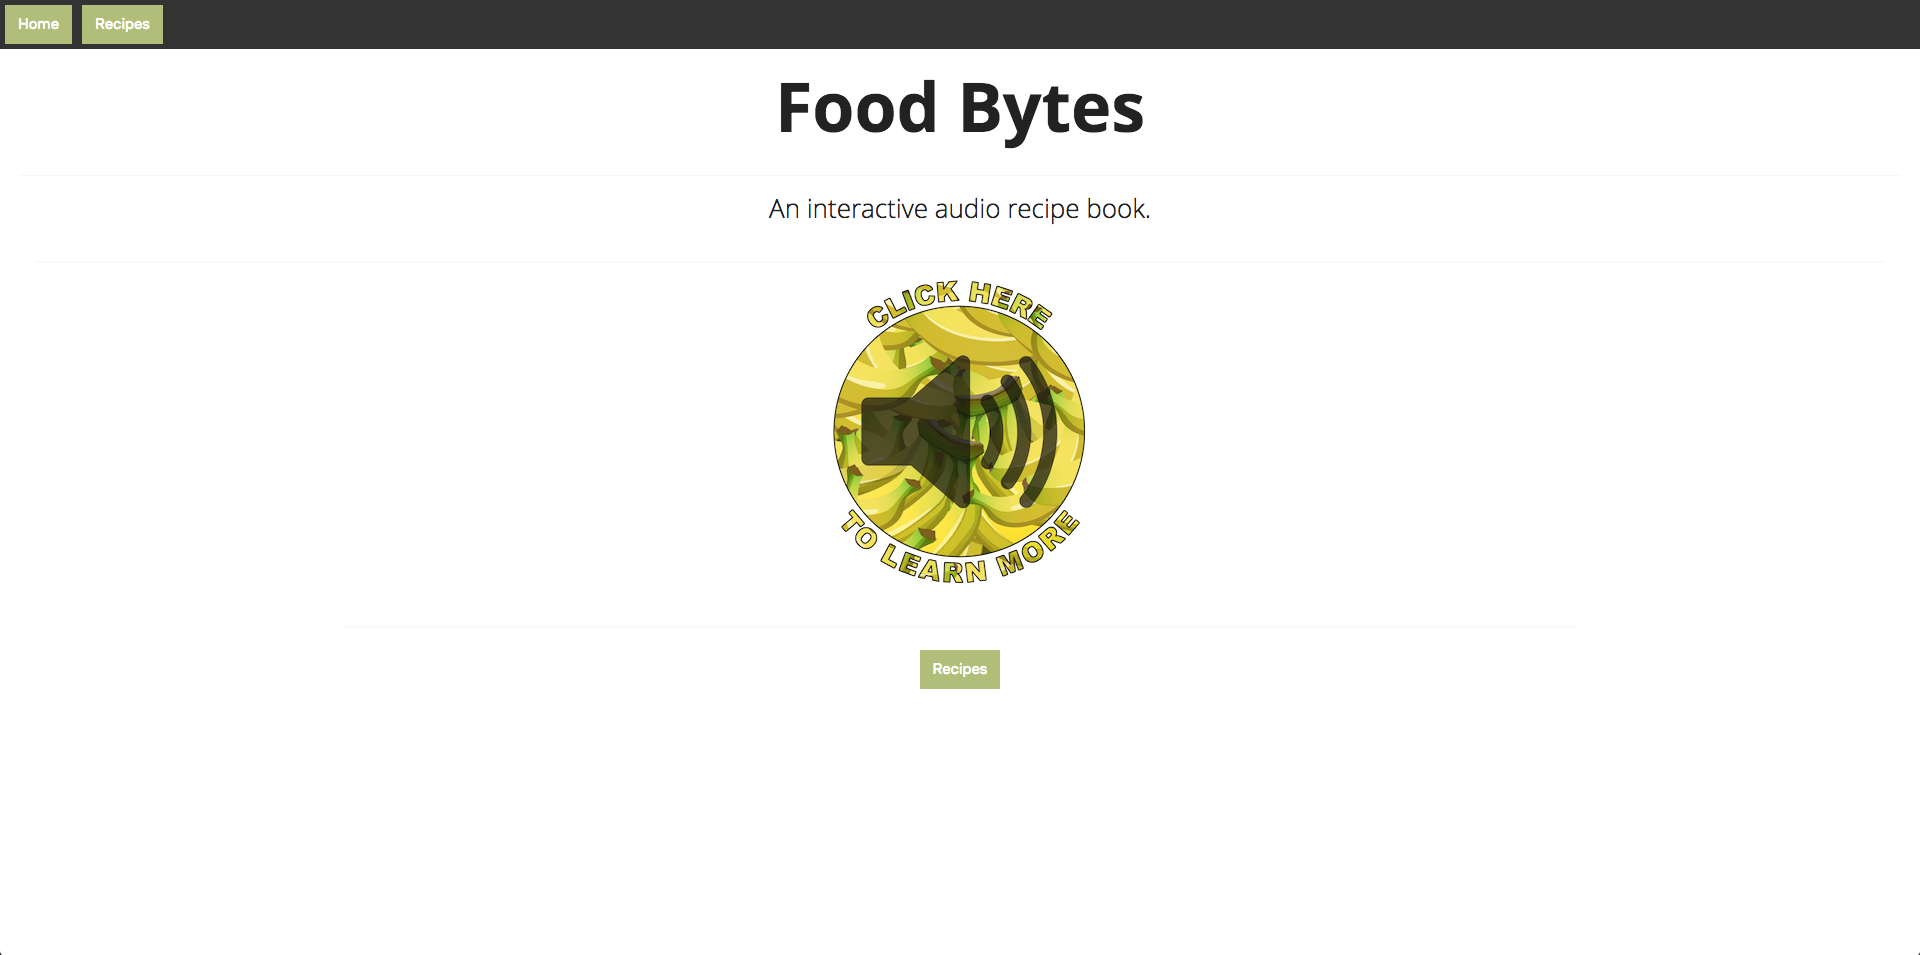 Home Recipes
Food Bytes
An interactive audio recipe book.
CLICK HERE
TO LEARN MORE
Recipes